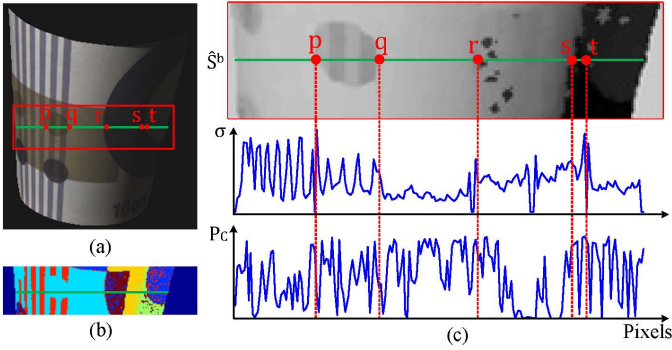 p q r s t
(a)
(b)
Ŝᵇ
p q r s t
σ
P_C
Pixels
(c)